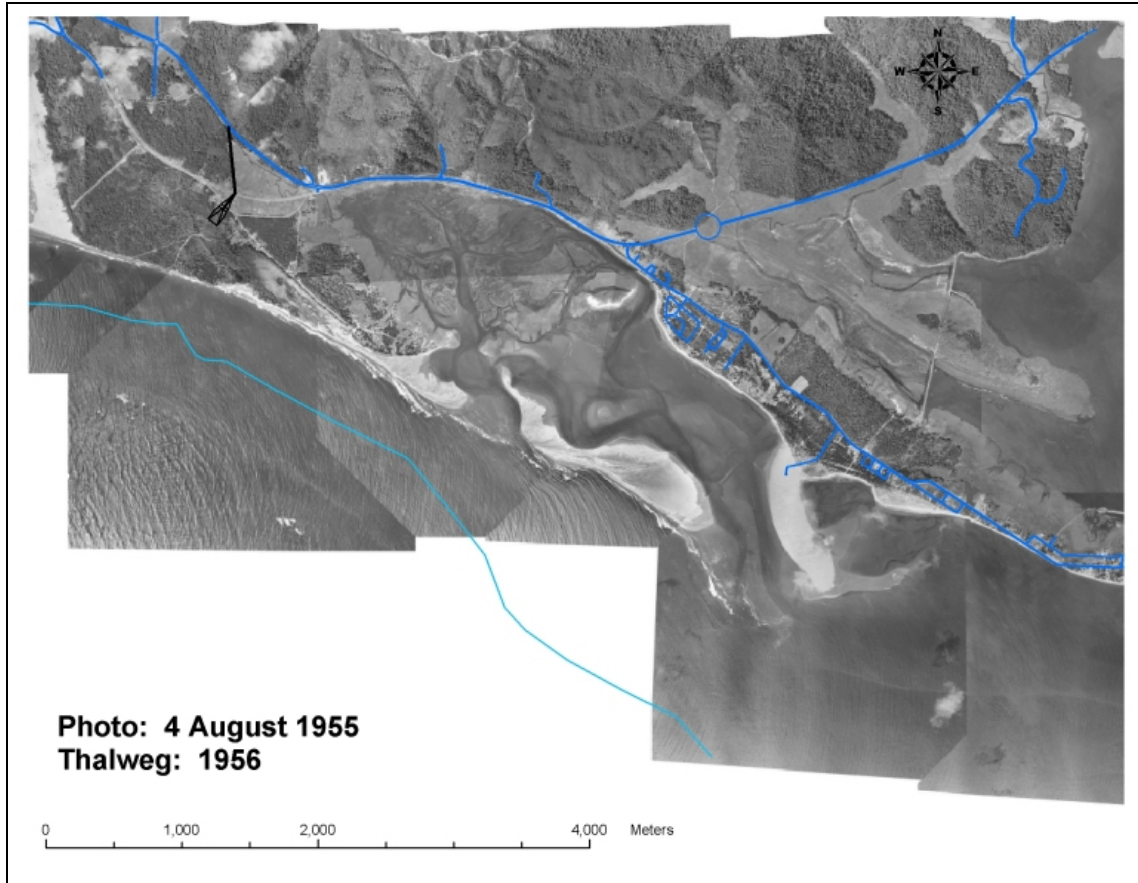 N
W E
S
Photo: 4 August 1955
Thalweg: 1956
0 1,000 2,000 4,000 Meters